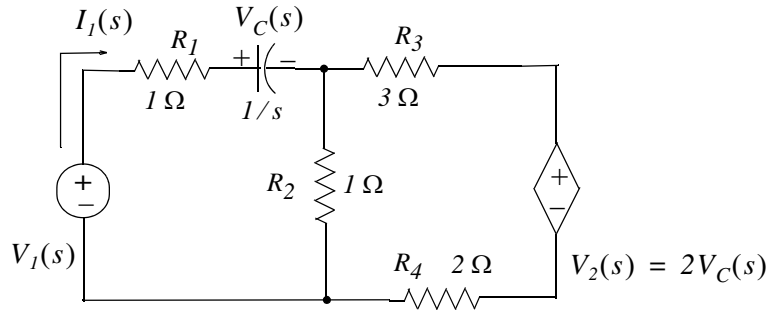 I1(s)
VC(s)
R1
+
−
R3
1 Ω
1/s
3 Ω
+
−
R2
1 Ω
+
−
V1(s)
R4
2 Ω
V2(s) = 2VC(s)